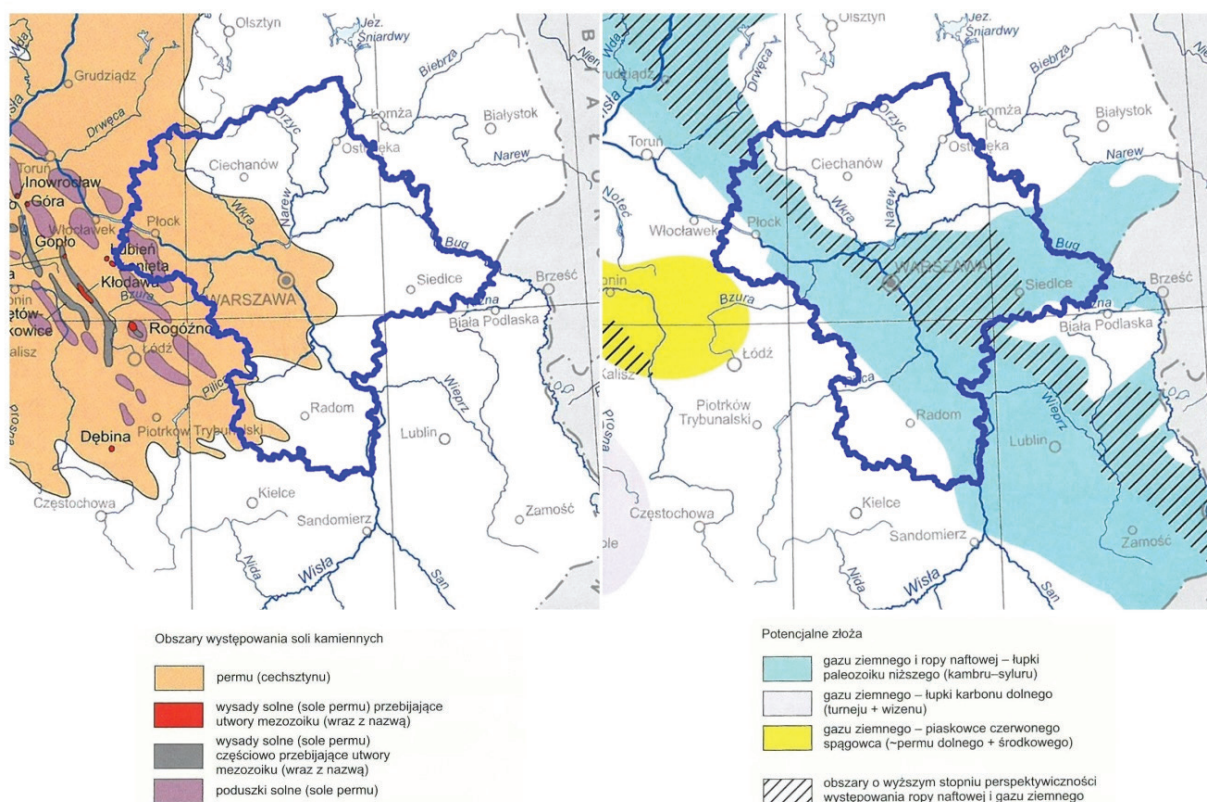 Olsztyn
Jez.
Śniardwy
Wda
Grudziądz
Biebrza
Wisła
Drwęca
Orzyc
Łomża
Białystok
Ostrołęka
Toruń
Ciechanów
Narew
Inowrocław
Góra
Wkra
Narew
Włocławek
Płock
Gopło
Lubień
Bug
Kłodawa
Siedlce
Brześć
Bzura
WARSZAWA
Rogóźno
Biała Podlaska
Łódź
Pilica
Wieprz
Radom
Piotrków Trybunalski
Lublin
Dębina
Kielce
Częstochowa
Zamość
Sandomierz
Nida
Wisła
San
Olsztyn
Jez.
Śniardwy
Wda
Biebrza
Drwęca
Wisła
Orzyc
Łomża
Białystok
Toruń
Ostrołęka
Ciechanów
Narew
Noteć
Wkra
Narew
Włocławek
Płock
Bug
WARSZAWA
Siedlce
Brześć
Bzura
Biała Podlaska
Łódź
Kalisz
Piotrków
Trybunalski
Radom
Wieprz
Prosna
Lublin
Kielce
Częstochowa
Zamość
Sandomierz
Nida
Wisła
San
Obszary występowania soli kamiennych
permu (cechsztynu)
wysady solne (sole permu) przebijające
utwory mezozoiku (wraz z nazwą)
wysady solne (sole permu)
częściowo przebijające utwory
mezozoiku (wraz z nazwą)
poduszki solne (sole permu)
Potencjalne złoża
gazu ziemnego i ropy naftowej – łupki
paleozoiku niższego (kambru–syluru)
gazu ziemnego – łupki karbonu dolnego
(turneju + wizenu)
gazu ziemnego – piaskowce czerwonego
spągowca (~permu dolnego + środkowego)
obszary o wyższym stopniu perspektywiczności
występowania ropy naftowej i gazu ziemnego